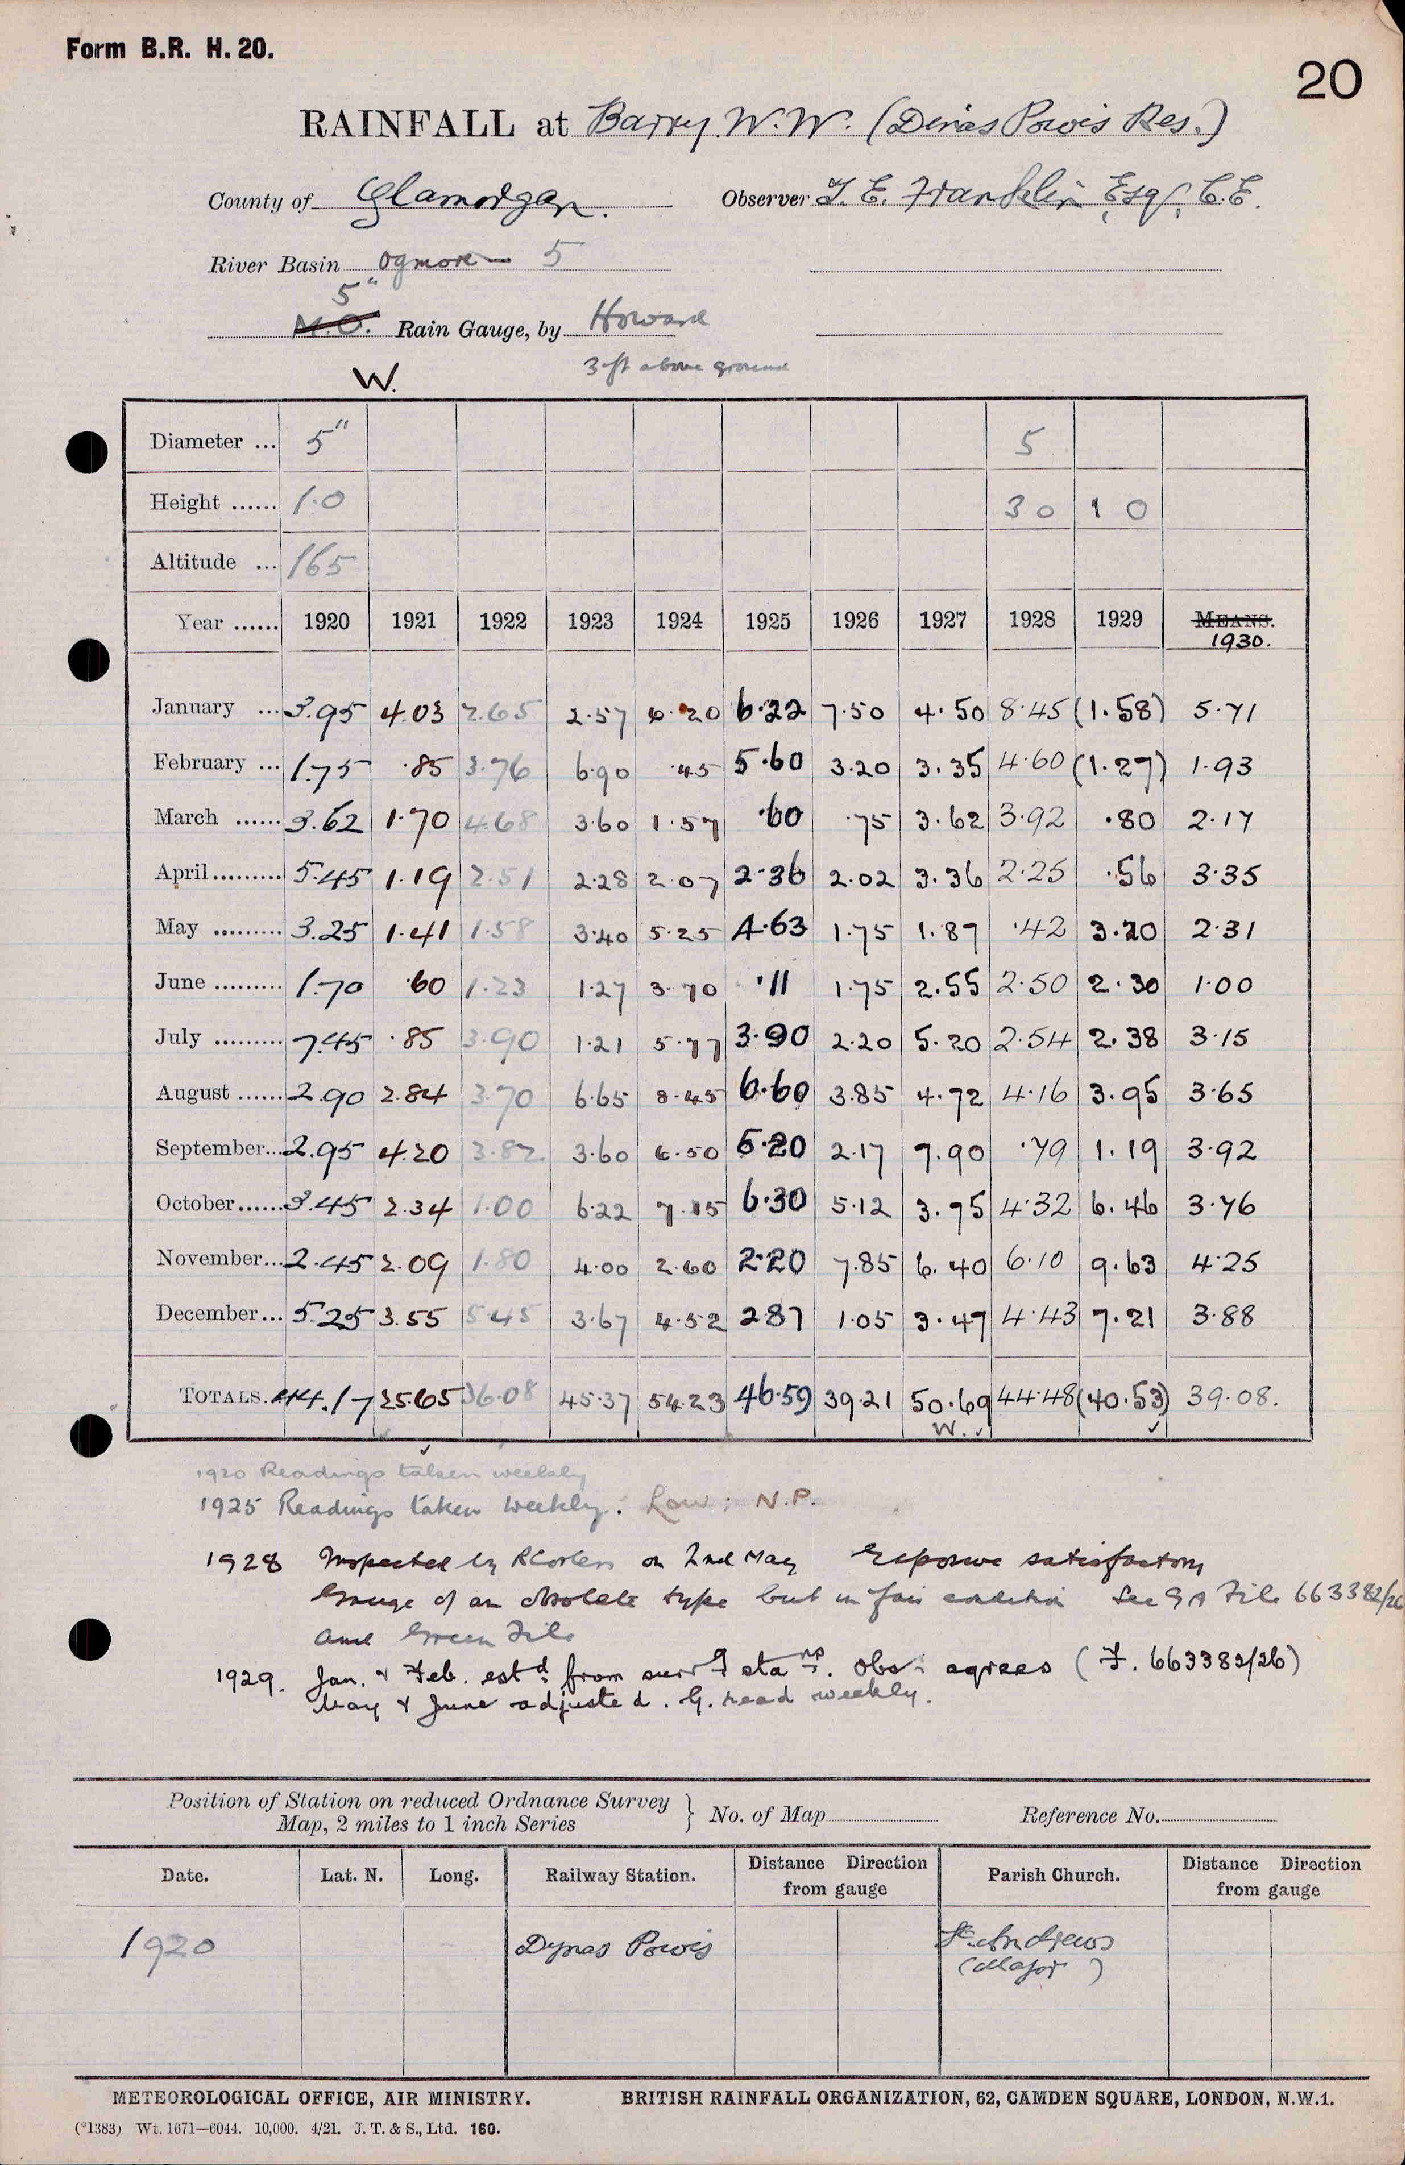 Form B.R. H. 20.
20
RAINFALL at Barry W.W. (Dinas Powis Res.)
County of Glamorgan. Observer T. E. Franklin Esq, C.E.
River Basin Ogmore 5
5"
M.O. Rain Gauge, by Howard
W. 3 ft above ground
Diameter ... 5" 5
Height ...... 1.0 3 0 1 0
Altitude ... 165
Year ...... 1920 1921 1922 1923 1924 1925 1926 1927 1928 1929 MEANS.
1930.
January ... 3.95 4.03 2.65 2.57 6.20 6.22 7.50 4.50 8.45 (1.58) 5.71
February ... 1.75 .85 3.76 6.90 .45 5.60 3.20 3.35 4.60 (1.27) 1.93
March ...... 3.62 1.70 4.68 3.60 1.57 .60 .75 3.62 3.92 .80 2.17
April ......... 5.45 1.19 2.51 2.28 2.07 2.36 2.02 3.36 2.25 .56 3.35
May ......... 3.25 1.41 1.58 3.40 5.25 4.63 1.75 1.87 .42 3.20 2.31
June ......... 1.70 .60 1.23 1.27 3.70 .11 1.75 2.55 2.50 2.30 1.00
July ......... 7.45 .85 3.90 1.21 5.77 3.90 2.20 5.20 2.54 2.38 3.15
August ...... 2.90 2.84 3.70 6.65 8.45 6.60 3.85 4.72 4.16 3.95 3.65
September... 2.95 4.20 3.82 3.60 6.50 5.20 2.17 7.90 .79 1.19 3.92
October...... 3.45 2.34 1.00 6.22 7.15 6.30 5.12 3.75 4.32 6.46 3.76
November... 2.45 2.09 1.80 4.00 2.60 2.20 7.85 6.40 6.10 9.63 4.25
December... 5.25 3.55 5.45 3.67 4.52 2.87 1.05 3.47 4.43 7.21 3.88
TOTALS. 44.17 25.65 36.08 45.37 54.23 46.59 39.21 50.69 44.48 (40.53) 39.08.
W. ✓ ✓
1920 Readings taken weekly
1925 Readings taken weekly. Low: N.P.
1928 Inspected by on 2nd May Exposure satisfactory
Gauge of an obsolete type but in fair condition See GA File 663382/26
and Green File
1929. Jan. & Feb. estd. from surrg stans. Obsr agrees (F. 663382/26)
May & June adjusted. G. read weekly.
Position of Station on reduced Ordnance Survey
Map, 2 miles to 1 inch Series } No. of Map Reference No.
Date. Lat. N. Long. Railway Station. Distance Direction from gauge Parish Church. Distance Direction from gauge
1920 Dynas Powis St. Andrews
(Major)
METEOROLOGICAL OFFICE, AIR MINISTRY. BRITISH RAINFALL ORGANIZATION, 62, CAMDEN SQUARE, LONDON, N.W.1.
(*1383) Wt. 1671—6044. 10,000. 4/21. J. T. & S., Ltd. 160.